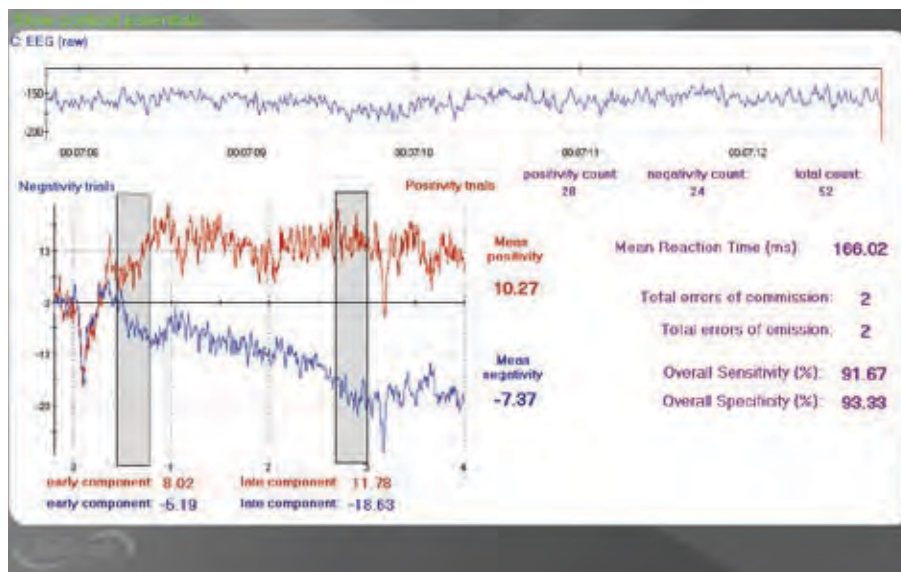 Slow Cortical Potentials
C: EEG (raw)
-150
-200
00:07:08 00:07:09 00:07:10 00:07:11 00:07:12
Negativity trials Positivity trials
positivity count: negativity count: total count:
28 24 52
13
-13
-23
0 1 2 3 4
Mean
positivity
10.27
Mean
negativity
-7.37
Mean Reaction Time (ms): 166.02
Total errors of commission: 2
Total errors of omission: 2
Overall Sensitivity (%): 91.67
Overall Specificity (%): 93.33
early component: 8.02 late component: 11.78
early component: -5.19 late component: -18.63